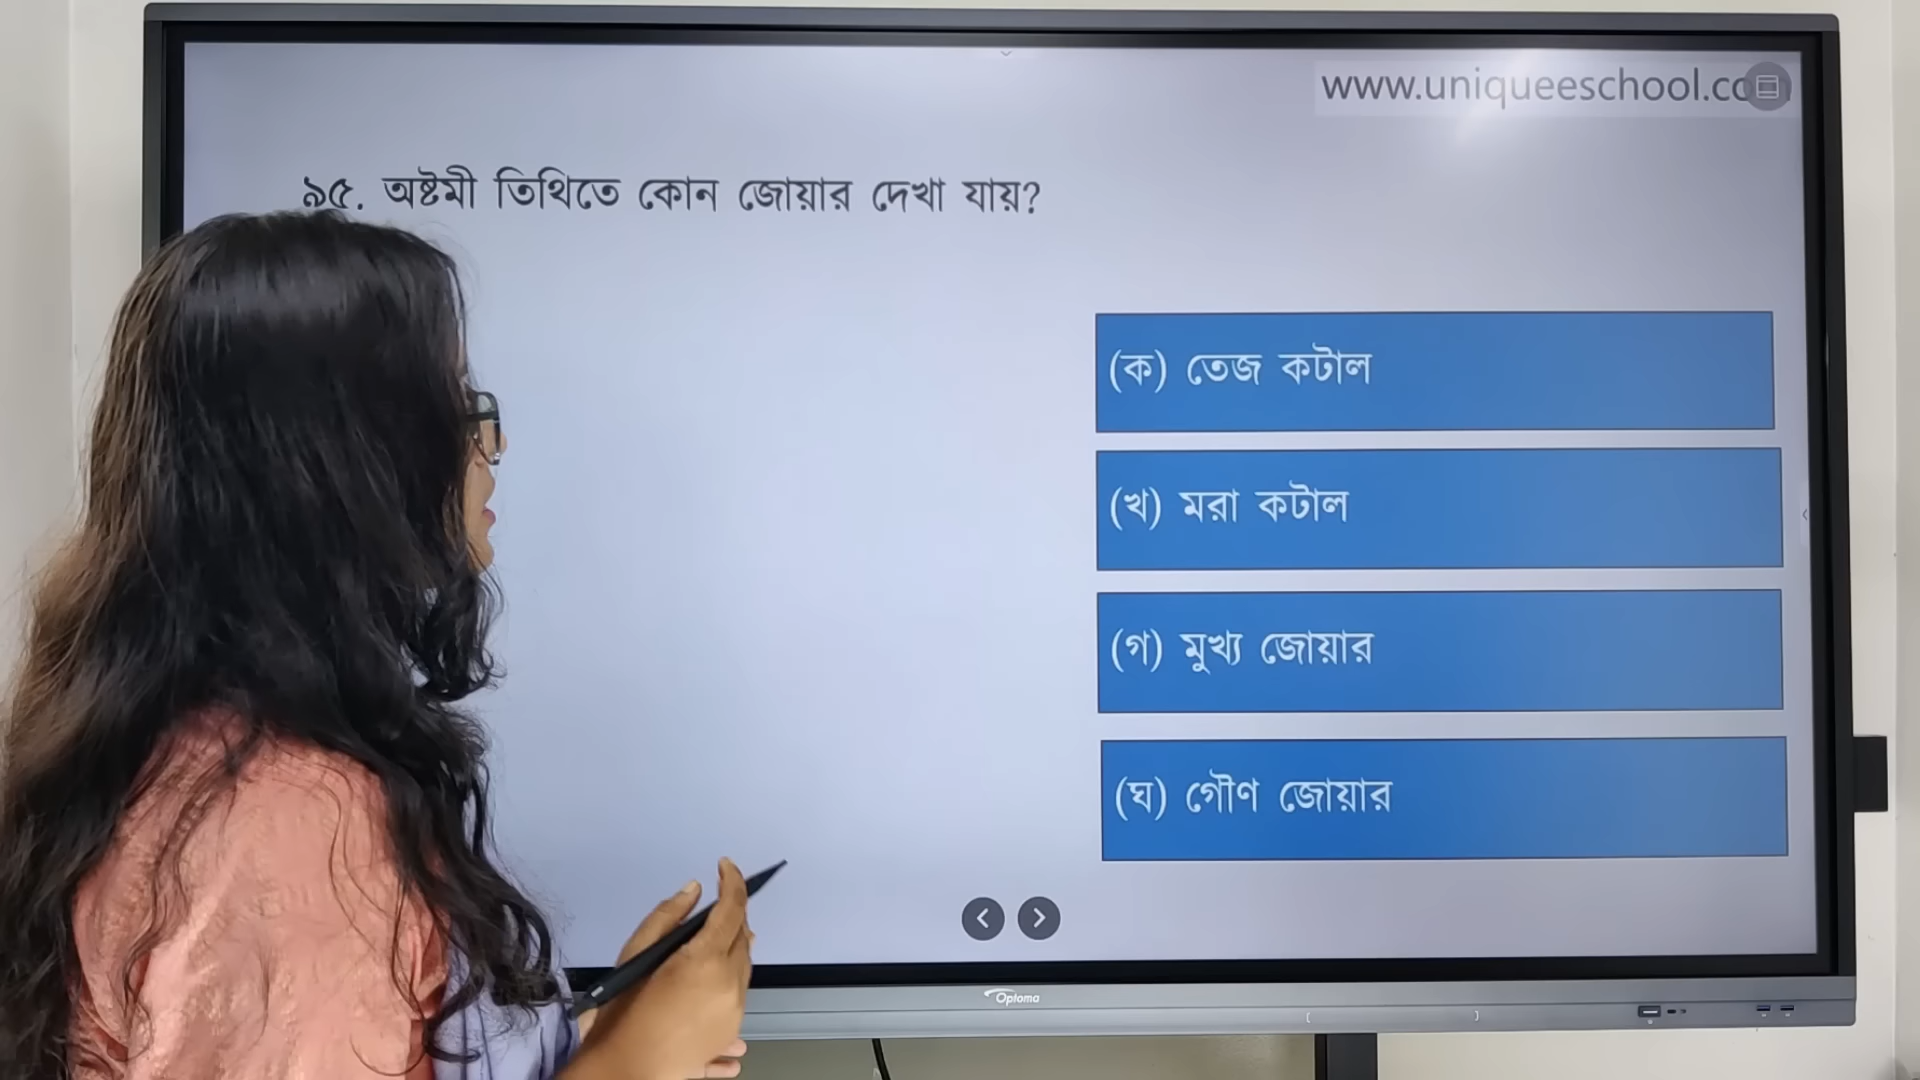 www.uniqueeschool.co
৯৫. অষ্টমী তিথিতে কোন জোয়ার দেখা যায়?
(ক) তেজ কটাল
(খ) মরা কটাল
(গ) মুখ্য জোয়ার
(ঘ) গৌণ জোয়ার
Optoma